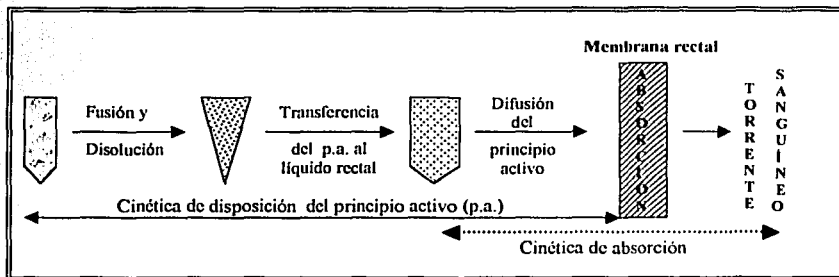 Membrana rectal
Fusión y
Disolución
Transferencia
del p.a. al
líquido rectal
Difusión
del
principio
activo
ABSORCION
TORRENTE
SANGUÍNEO
Cinética de disposición del principio activo (p.a.)
Cinética de absorción